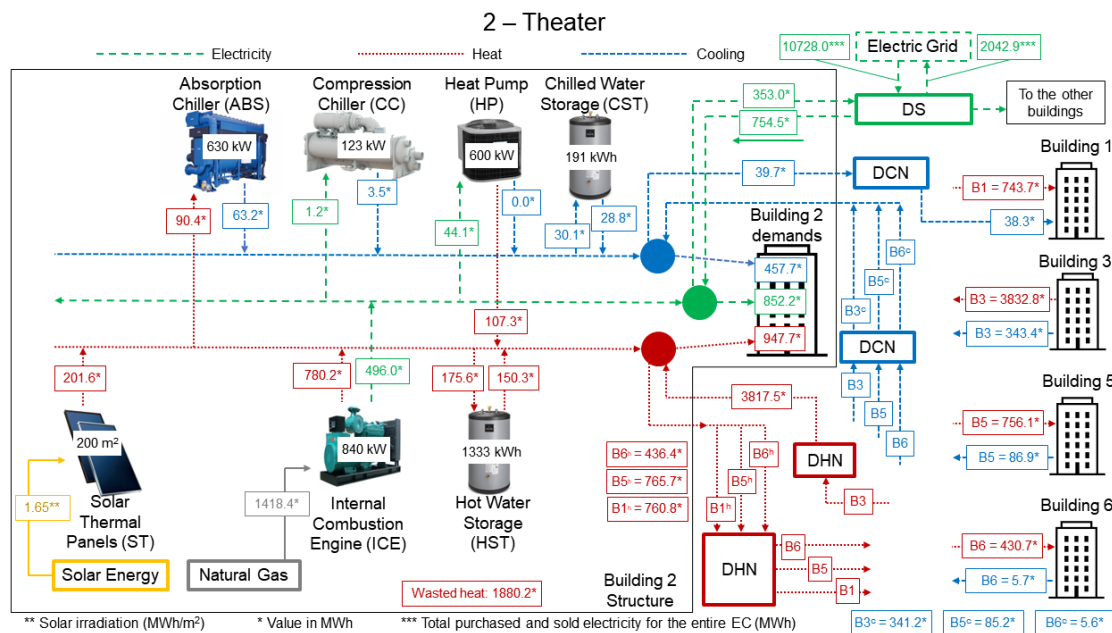 2 – Theater
Electricity
Heat
Cooling
10728.0***
Electric Grid
2042.9***
DS
To the other
buildings
353.0*
754.5*
Absorption
Chiller (ABS)
630 kW
Compression
Chiller (CC)
123 kW
Heat Pump
(HP)
600 kW
Chilled Water
Storage (CST)
191 kWh
90.4*
63.2*
1.2*
3.5*
44.1*
0.0*
30.1*
28.8*
39.7*
DCN
Building 1
B1 = 743.7*
38.3*
Building 2
demands
457.7*
852.2*
947.7*
B3ᶜ
B5ᶜ
B6ᶜ
DCN
B3
B5
B6
Building 3
B3 = 3832.8*
B3 = 343.4*
107.3*
201.6*
780.2*
496.0*
175.6*
150.3*
3817.5*
Building 5
B5 = 756.1*
B5 = 86.9*
200 m²
840 kW
1333 kWh
B6ʰ = 436.4*
B5ʰ = 765.7*
B1ʰ = 760.8*
B1ʰ
B5ʰ
B6ʰ
DHN
B3
1.65**
Solar
Thermal
Panels (ST)
1418.4*
Internal
Combustion
Engine (ICE)
Hot Water
Storage
(HST)
Building 6
B6 = 430.7*
B6 = 5.7*
DHN
B6
B5
B1
Solar Energy
Natural Gas
Wasted heat: 1880.2*
Building 2
Structure
** Solar irradiation (MWh/m²)
* Value in MWh
*** Total purchased and sold electricity for the entire EC (MWh)
B3ᶜ = 341.2*
B5ᶜ = 85.2*
B6ᶜ = 5.6*